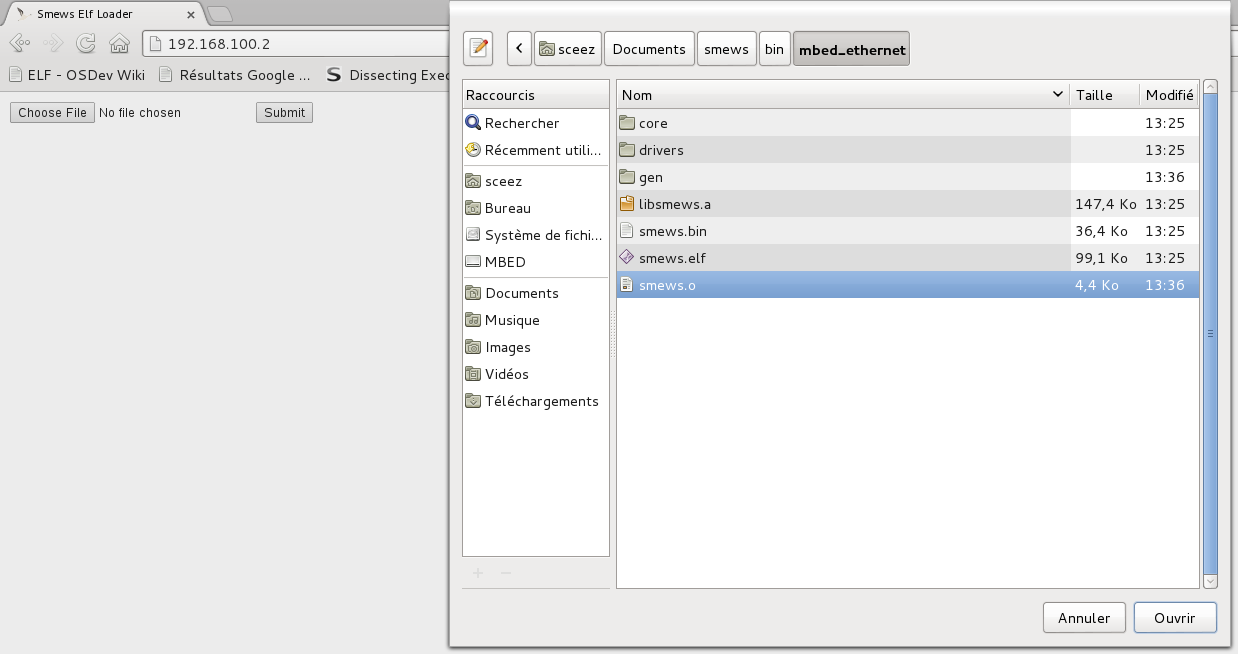 Smews Elf Loader
192.168.100.2
ELF - OSDev Wiki Résultats Google ... Dissecting Exec
Choose File No file chosen Submit
sceez Documents smews bin mbed_ethernet
Raccourcis
Rechercher
Récemment utili...
sceez
Bureau
Système de fichi...
MBED
Documents
Musique
Images
Vidéos
Téléchargements
Nom Taille Modifié
core 13:25
drivers 13:25
gen 13:36
libsmews.a 147,4 Ko 13:25
smews.bin 36,4 Ko 13:25
smews.elf 99,1 Ko 13:25
smews.o 4,4 Ko 13:36
Annuler Ouvrir